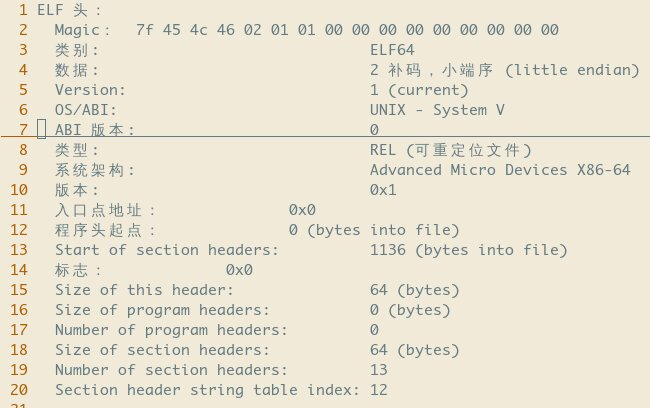 1 ELF 头：
2 Magic： 7f 45 4c 46 02 01 01 00 00 00 00 00 00 00 00 00
3 类别: ELF64
4 数据: 2 补码，小端序 (little endian)
5 Version: 1 (current)
6 OS/ABI: UNIX - System V
7 ABI 版本: 0
8 类型: REL (可重定位文件)
9 系统架构: Advanced Micro Devices X86-64
10 版本: 0x1
11 入口点地址： 0x0
12 程序头起点： 0 (bytes into file)
13 Start of section headers: 1136 (bytes into file)
14 标志： 0x0
15 Size of this header: 64 (bytes)
16 Size of program headers: 0 (bytes)
17 Number of program headers: 0
18 Size of section headers: 64 (bytes)
19 Number of section headers: 13
20 Section header string table index: 12